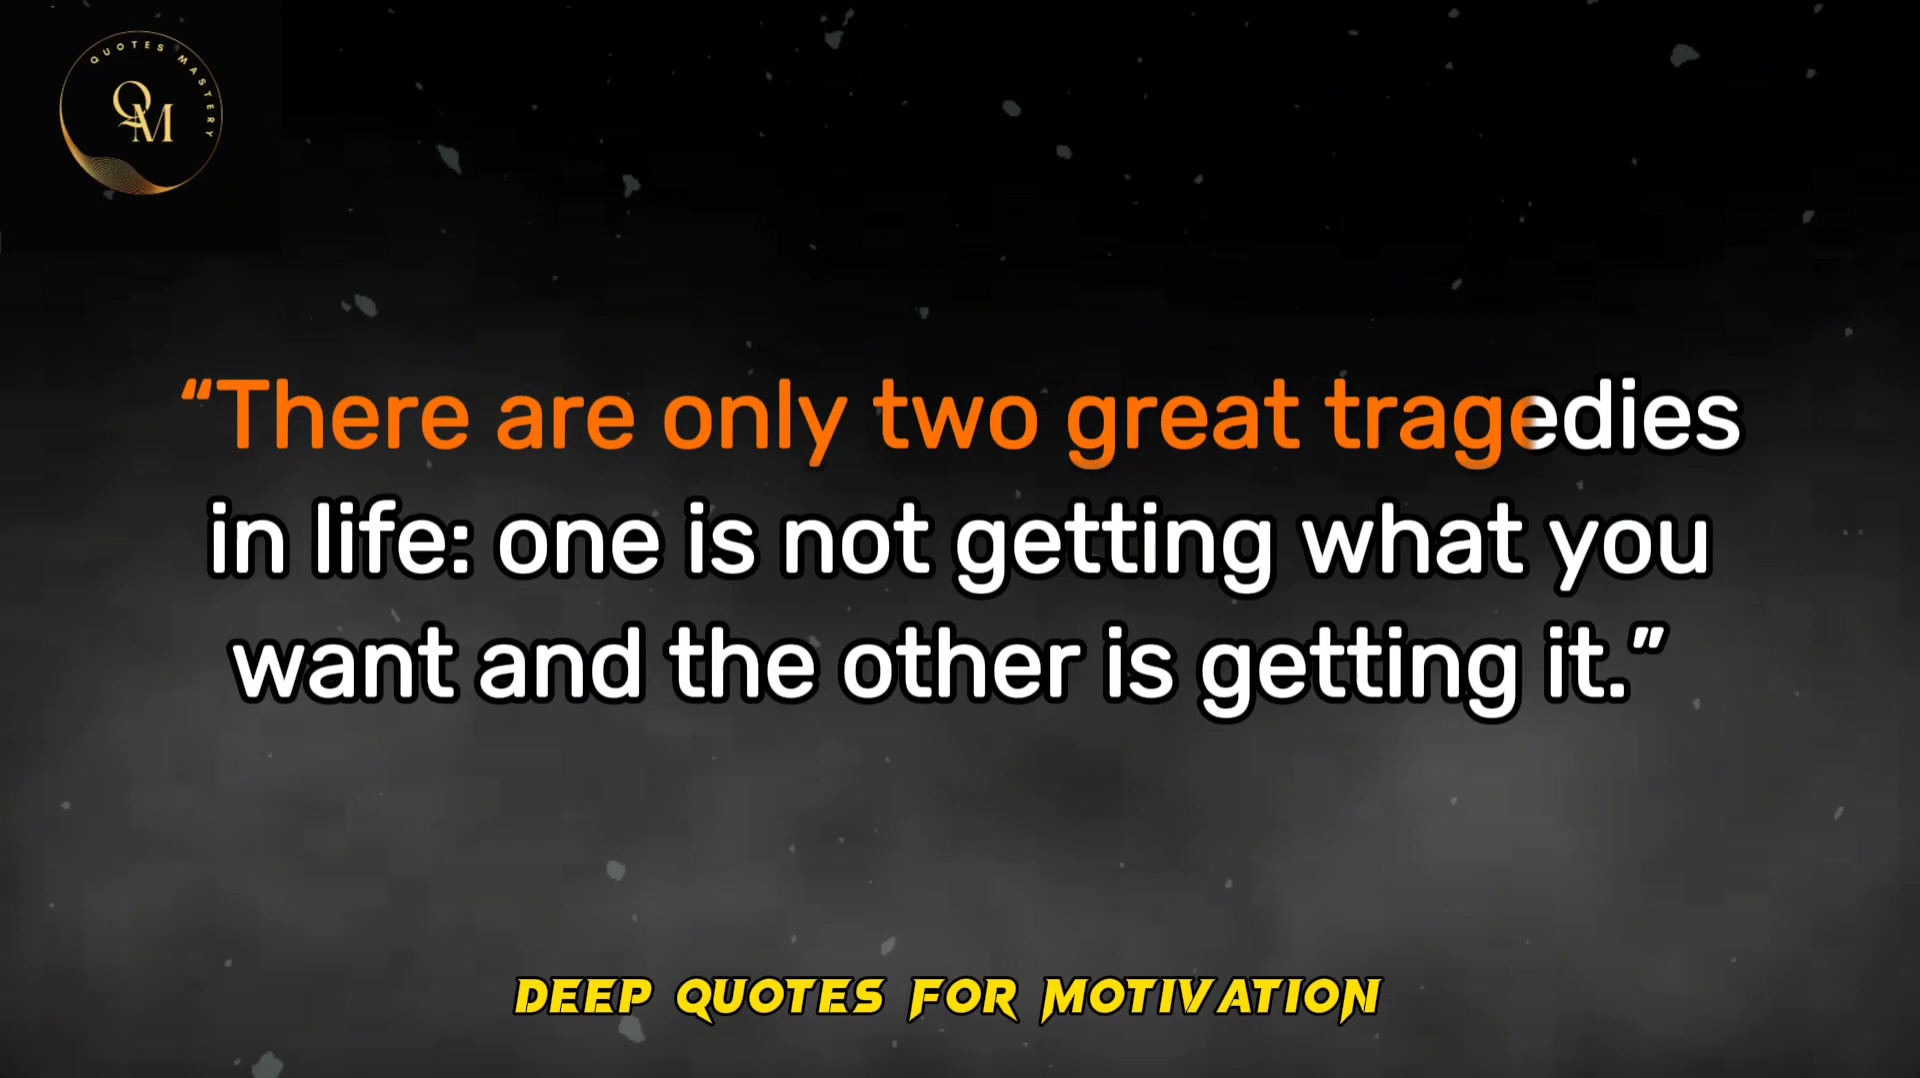 QUOTES MASTERY
QM
“There are only two great tragedies
in life: one is not getting what you
want and the other is getting it.”
DEEP QUOTES FOR MOTIVATION